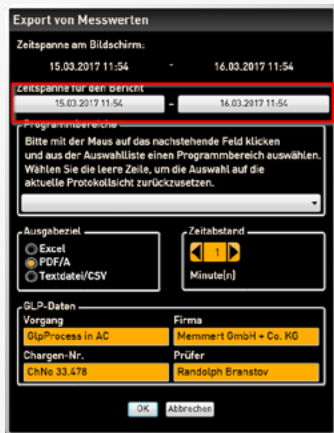 Export von Messwerten
Zeitspanne am Bildschirm:
15.03.2017 11:54 - 16.03.2017 11:54
Zeitspanne für den Bericht
15.03.2017 11:54 - 16.03.2017 11:54
Programmbereiche
Bitte mit der Maus auf das nachstehende Feld klicken
und aus der Auswahlliste einen Programmbereich auswählen.
Wählen Sie die leere Zeile, um die Auswahl auf die
aktuelle Protokollsicht zurückzusetzen.
Ausgabeziel
Excel
PDF/A
Textdatei/CSV
Zeitabstand
1
Minute(n)
GLP-Daten
Vorgang Firma
GlpProcess in AC Memmert GmbH + Co. KG
Chargen-Nr. Prüfer
ChNo 33.478 Randolph Branstov
OK Abbrechen